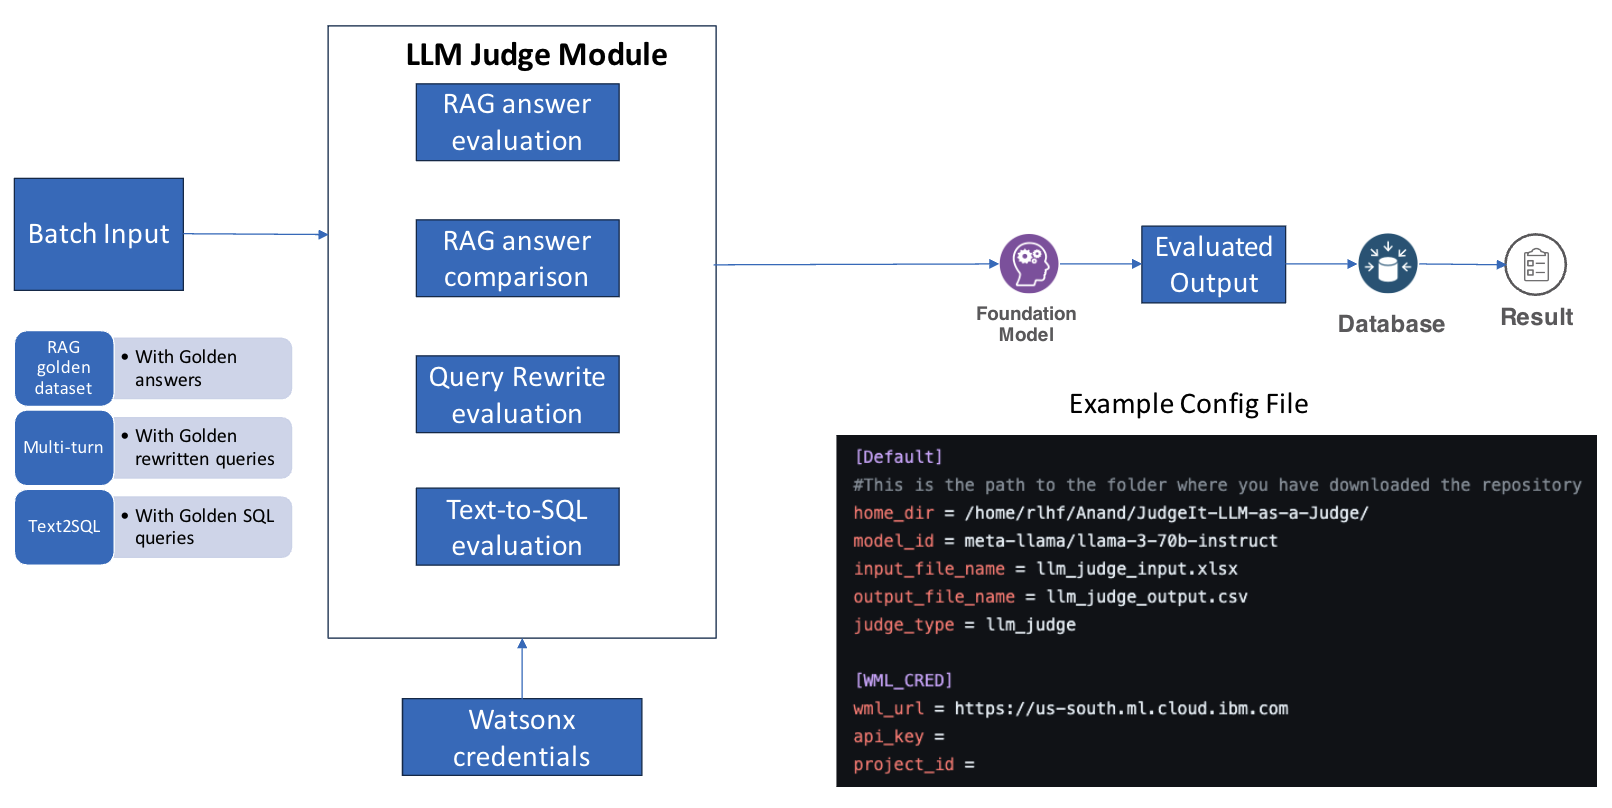 LLM Judge Module
RAG answer
evaluation
RAG answer
comparison
Query Rewrite
evaluation
Text-to-SQL
evaluation
Batch Input
RAG
golden
dataset
• With Golden
answers
Multi-turn
• With Golden
rewritten queries
Text2SQL
• With Golden SQL
queries
Watsonx
credentials
Foundation
Model
Evaluated
Output
Database
Result
Example Config File
[Default]
#This is the path to the folder where you have downloaded the repository
home_dir = /home/rlhf/Anand/JudgeIt-LLM-as-a-Judge/
model_id = meta-llama/llama-3-70b-instruct
input_file_name = llm_judge_input.xlsx
output_file_name = llm_judge_output.csv
judge_type = llm_judge
[WML_CRED]
wml_url = https://us-south.ml.cloud.ibm.com
api_key =
project_id =